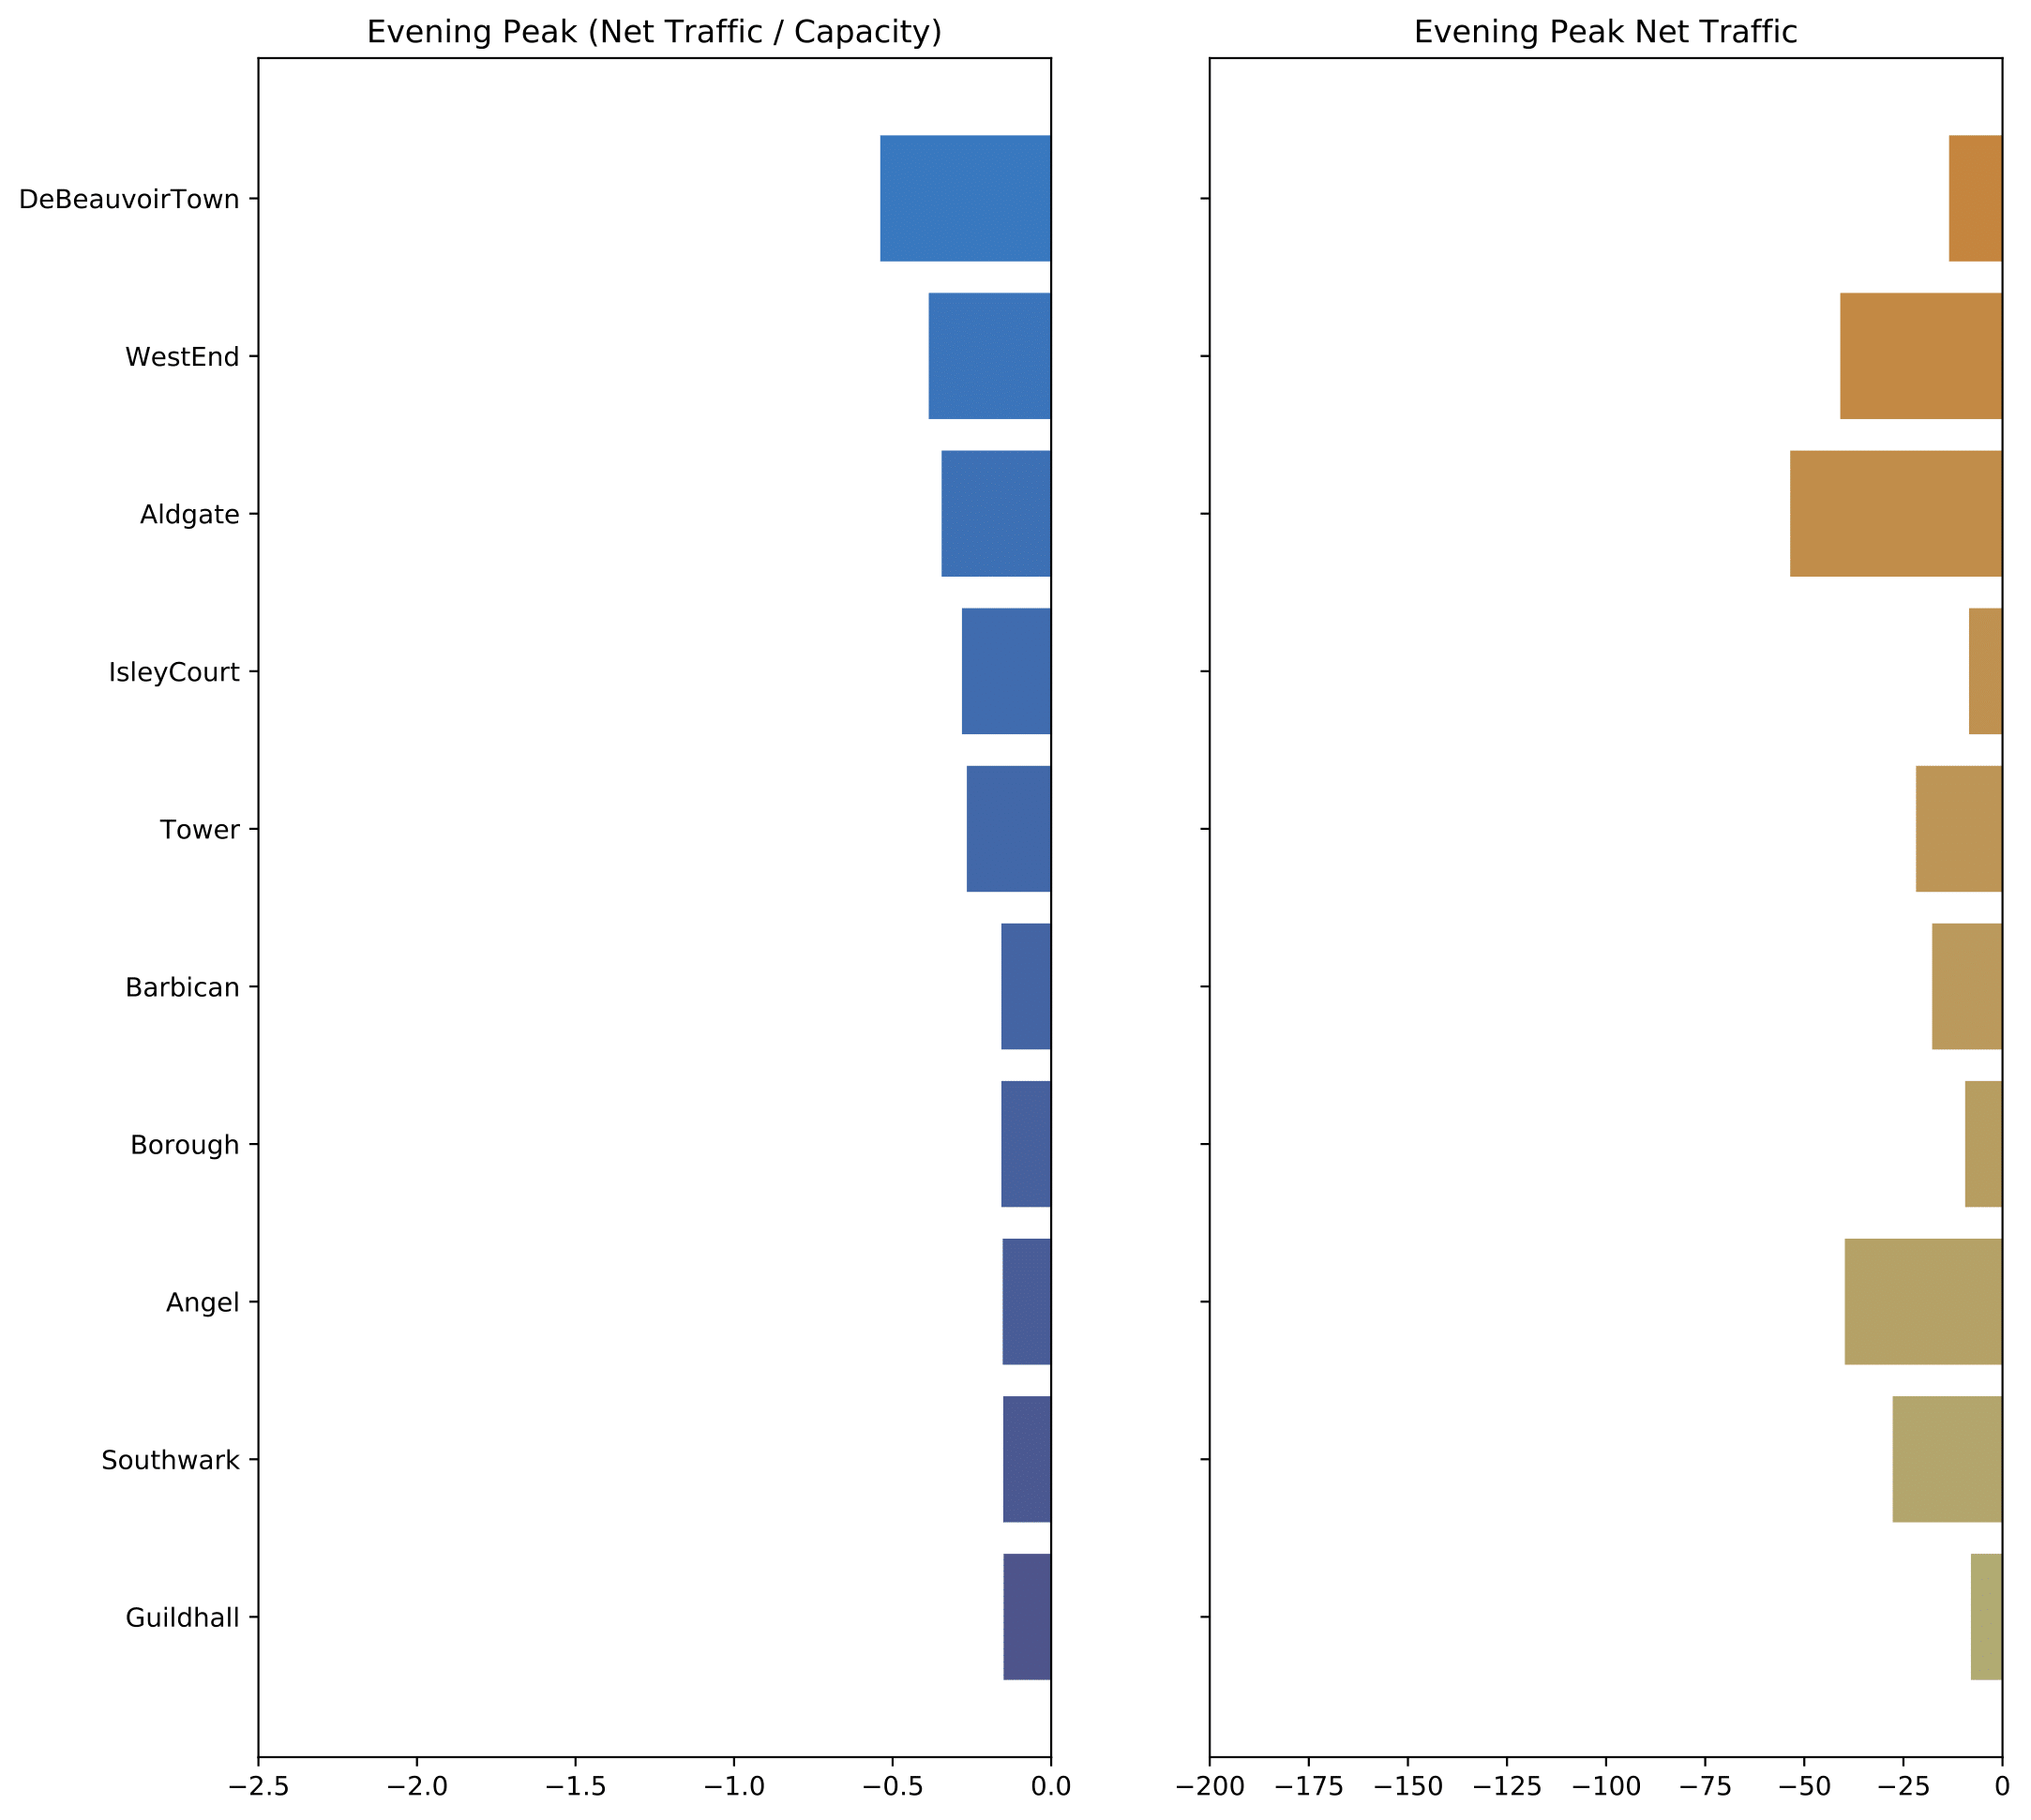 Evening Peak (Net Traffic / Capacity)
DeBeauvoirTown
WestEnd
Aldgate
IsleyCourt
Tower
Barbican
Borough
Angel
Southwark
Guildhall
−2.5 −2.0 −1.5 −1.0 −0.5 0.0
Evening Peak Net Traffic
−200 −175 −150 −125 −100 −75 −50 −25 0